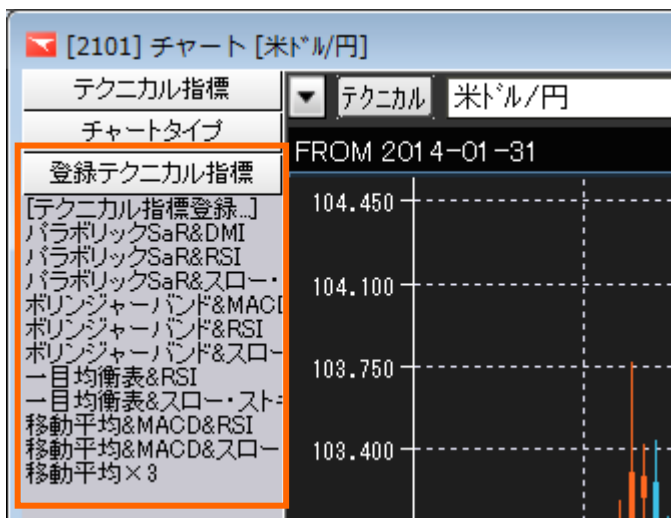 [2101] チャート [米ドル/円]
テクニカル指標
チャートタイプ
登録テクニカル指標
[テクニカル指標登録...]
パラボリックSaR&DMI
パラボリックSaR&RSI
パラボリックSaR&スロー・
ボリンジャーバンド&MACD
ボリンジャーバンド&RSI
ボリンジャーバンド&スロー
一目均衡表&RSI
一目均衡表&スロー・スト
移動平均&MACD&RSI
移動平均&MACD&スロー
移動平均×3
テクニカル 米ドル/円
FROM 2014-01-31
104.450
104.100
103.750
103.400